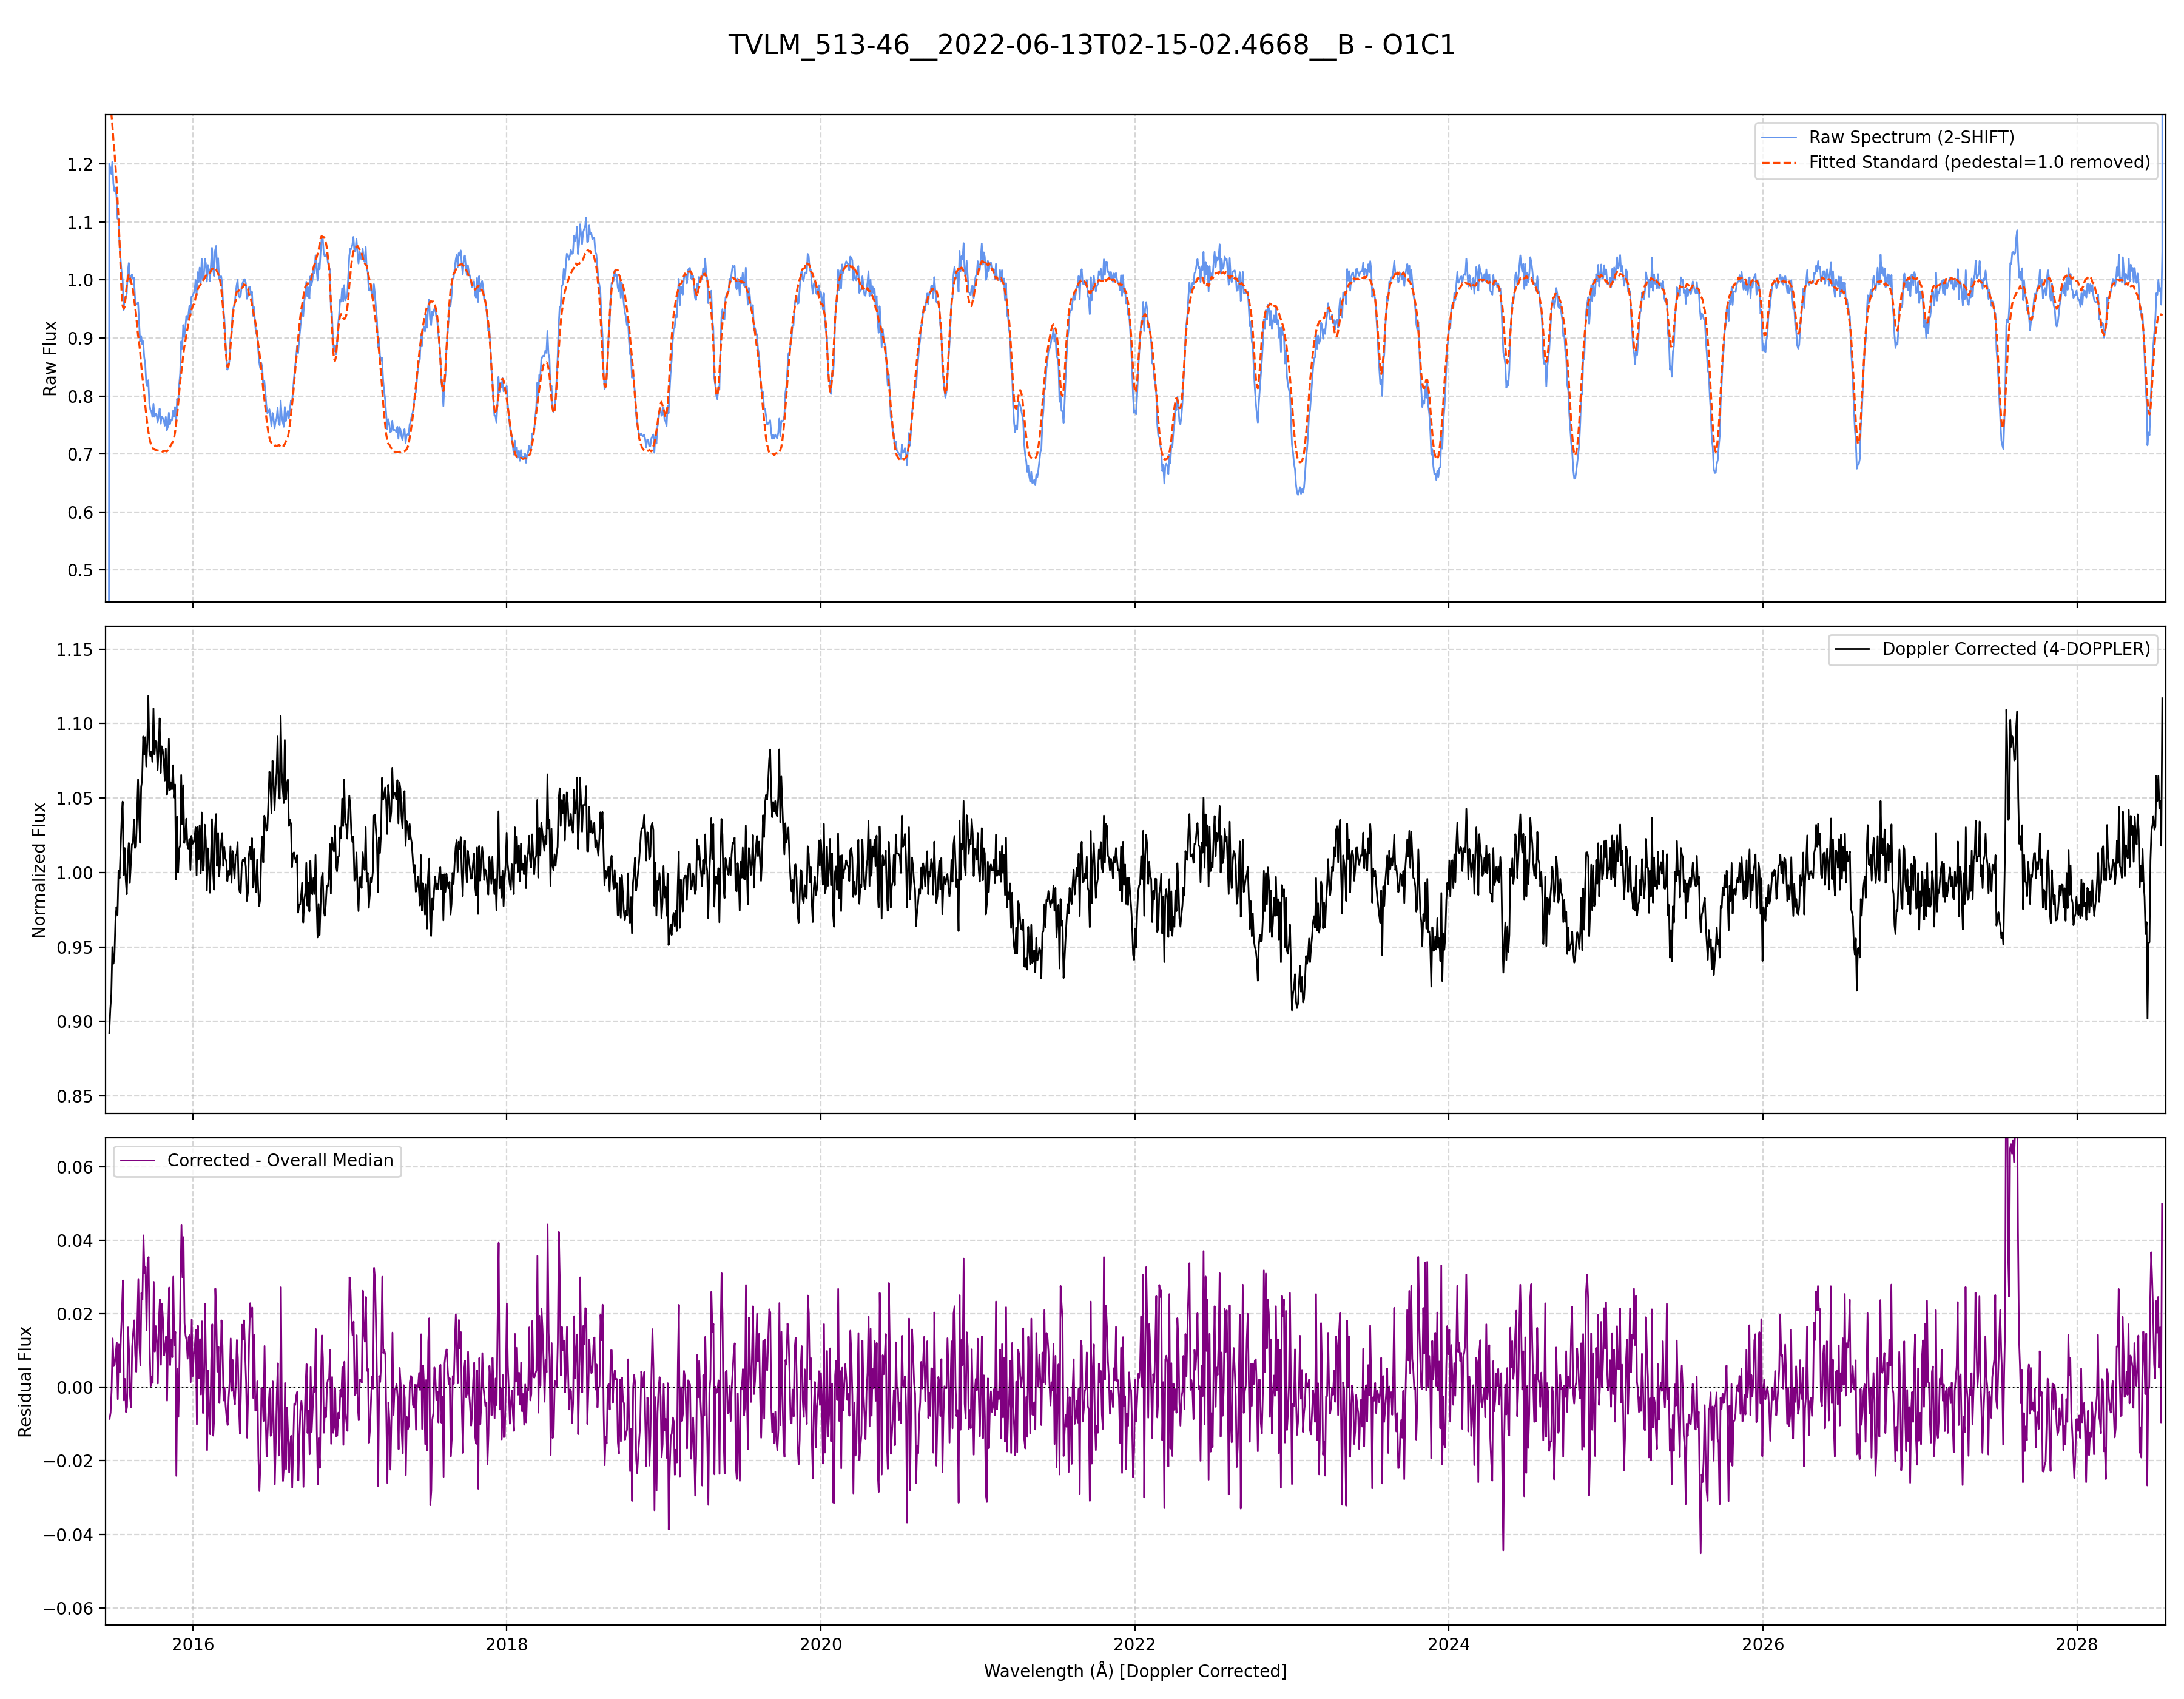 TVLM_513-46__2022-06-13T02-15-02.4668__B - O1C1
Raw Spectrum (2-SHIFT)
Fitted Standard (pedestal=1.0 removed)
Raw Flux
1.2
1.1
1.0
0.9
0.8
0.7
0.6
0.5
Doppler Corrected (4-DOPPLER)
Normalized Flux
1.15
1.10
1.05
1.00
0.95
0.90
0.85
Corrected - Overall Median
Residual Flux
0.06
0.04
0.02
0.00
−0.02
−0.04
−0.06
2016 2018 2020 2022 2024 2026 2028
Wavelength (Å) [Doppler Corrected]